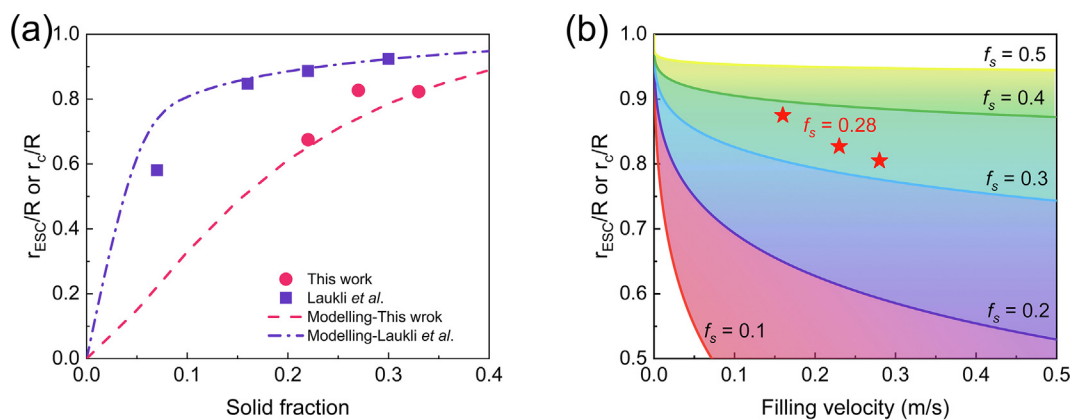 (a)
1.0
0.8
0.6
0.4
0.2
0.0
r_ESC/R or r_c/R
0.0 0.1 0.2 0.3 0.4
Solid fraction
This work
Laukli et al.
Modelling-This wrok
Modelling-Laukli et al.
(b)
1.0
0.9
0.8
0.7
0.6
0.5
r_ESC/R or r_c/R
0.0 0.1 0.2 0.3 0.4 0.5
Filling velocity (m/s)
f_s = 0.5
f_s = 0.4
f_s = 0.28
f_s = 0.3
f_s = 0.2
f_s = 0.1